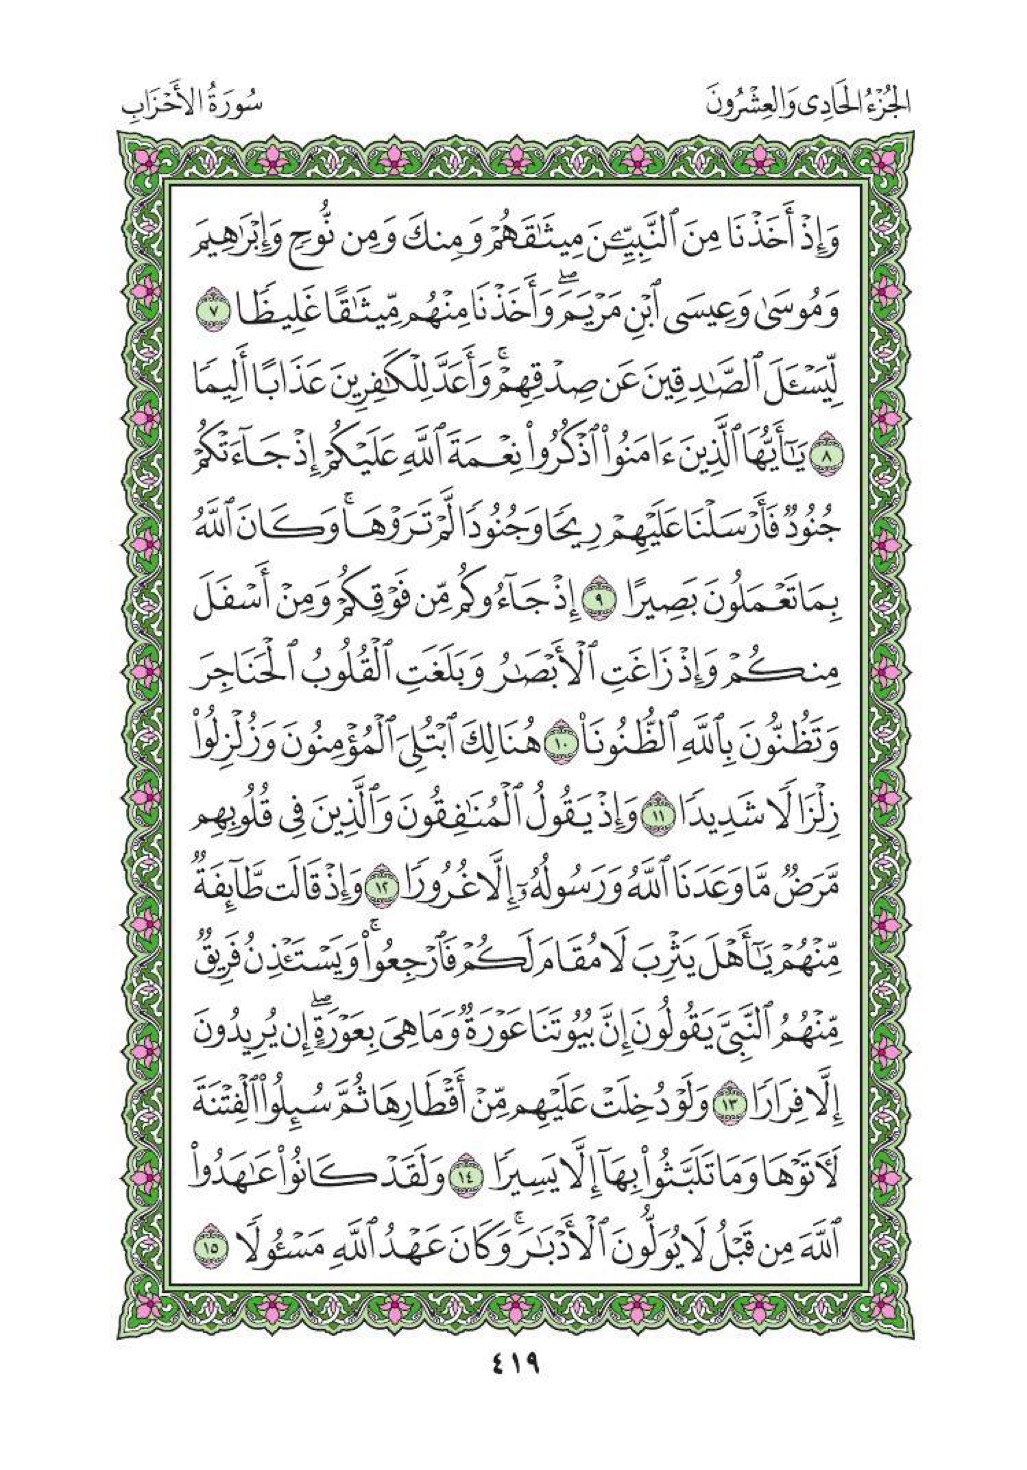 الجُزْءُ الحَادِى وَالعِشْرُونَ
سُورَةُ الأَحْزَابِ
وَإِذْ أَخَذْنَا مِنَ ٱلنَّبِيِّـۧنَ مِيثَٰقَهُمْ وَمِنكَ وَمِن نُّوحٍ وَإِبْرَٰهِيمَ
وَمُوسَىٰ وَعِيسَى ٱبْنِ مَرْيَمَۖ وَأَخَذْنَا مِنْهُم مِّيثَٰقًا غَلِيظًا ٧
لِّيَسْـَٔلَ ٱلصَّٰدِقِينَ عَن صِدْقِهِمْۚ وَأَعَدَّ لِلْكَٰفِرِينَ عَذَابًا أَلِيمًا
٨ يَٰٓأَيُّهَا ٱلَّذِينَ ءَامَنُوا۟ ٱذْكُرُوا۟ نِعْمَةَ ٱللَّهِ عَلَيْكُمْ إِذْ جَآءَتْكُمْ
جُنُودٌ فَأَرْسَلْنَا عَلَيْهِمْ رِيحًا وَجُنُودًا لَّمْ تَرَوْهَاۚ وَكَانَ ٱللَّهُ
بِمَا تَعْمَلُونَ بَصِيرًا ٩ إِذْ جَآءُوكُم مِّن فَوْقِكُمْ وَمِنْ أَسْفَلَ
مِنكُمْ وَإِذْ زَاغَتِ ٱلْأَبْصَٰرُ وَبَلَغَتِ ٱلْقُلُوبُ ٱلْحَنَاجِرَ
وَتَظُنُّونَ بِٱللَّهِ ٱلظُّنُونَا۠ ١٠ هُنَالِكَ ٱبْتُلِىَ ٱلْمُؤْمِنُونَ وَزُلْزِلُوا۟
زِلْزَالًا شَدِيدًا ١١ وَإِذْ يَقُولُ ٱلْمُنَٰفِقُونَ وَٱلَّذِينَ فِى قُلُوبِهِم
مَّرَضٌ مَّا وَعَدَنَا ٱللَّهُ وَرَسُولُهُۥٓ إِلَّا غُرُورًا ١٢ وَإِذْ قَالَت طَّآئِفَةٌ
مِّنْهُمْ يَٰٓأَهْلَ يَثْرِبَ لَا مُقَامَ لَكُمْ فَٱرْجِعُوا۟ۚ وَيَسْتَـْٔذِنُ فَرِيقٌ
مِّنْهُمُ ٱلنَّبِىَّ يَقُولُونَ إِنَّ بُيُوتَنَا عَوْرَةٌ وَمَا هِىَ بِعَوْرَةٍۖ إِن يُرِيدُونَ
إِلَّا فِرَارًا ١٣ وَلَوْ دُخِلَتْ عَلَيْهِم مِّنْ أَقْطَارِهَا ثُمَّ سُئِلُوا۟ ٱلْفِتْنَةَ
لَءَاتَوْهَا وَمَا تَلَبَّثُوا۟ بِهَآ إِلَّا يَسِيرًا ١٤ وَلَقَدْ كَانُوا۟ عَٰهَدُوا۟
ٱللَّهَ مِن قَبْلُ لَا يُوَلُّونَ ٱلْأَدْبَٰرَۚ وَكَانَ عَهْدُ ٱللَّهِ مَسْـُٔولًا ١٥
٤١٩